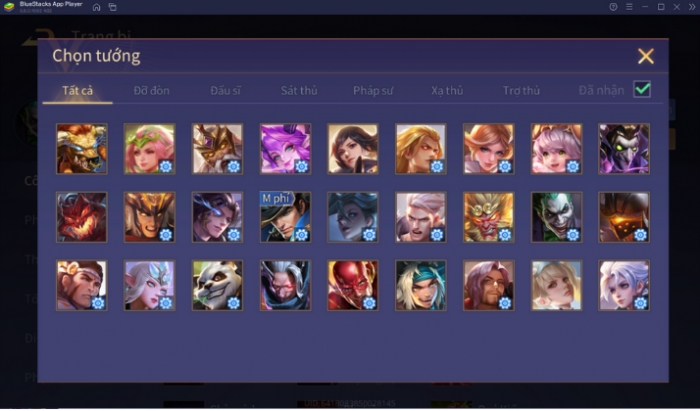 BlueStacks App Player
Trang bị
Chọn tướng
Tất cả
Đỡ đòn
Đấu sĩ
Sát thủ
Pháp sư
Xạ thủ
Trợ thủ
Đã nhận
M phí